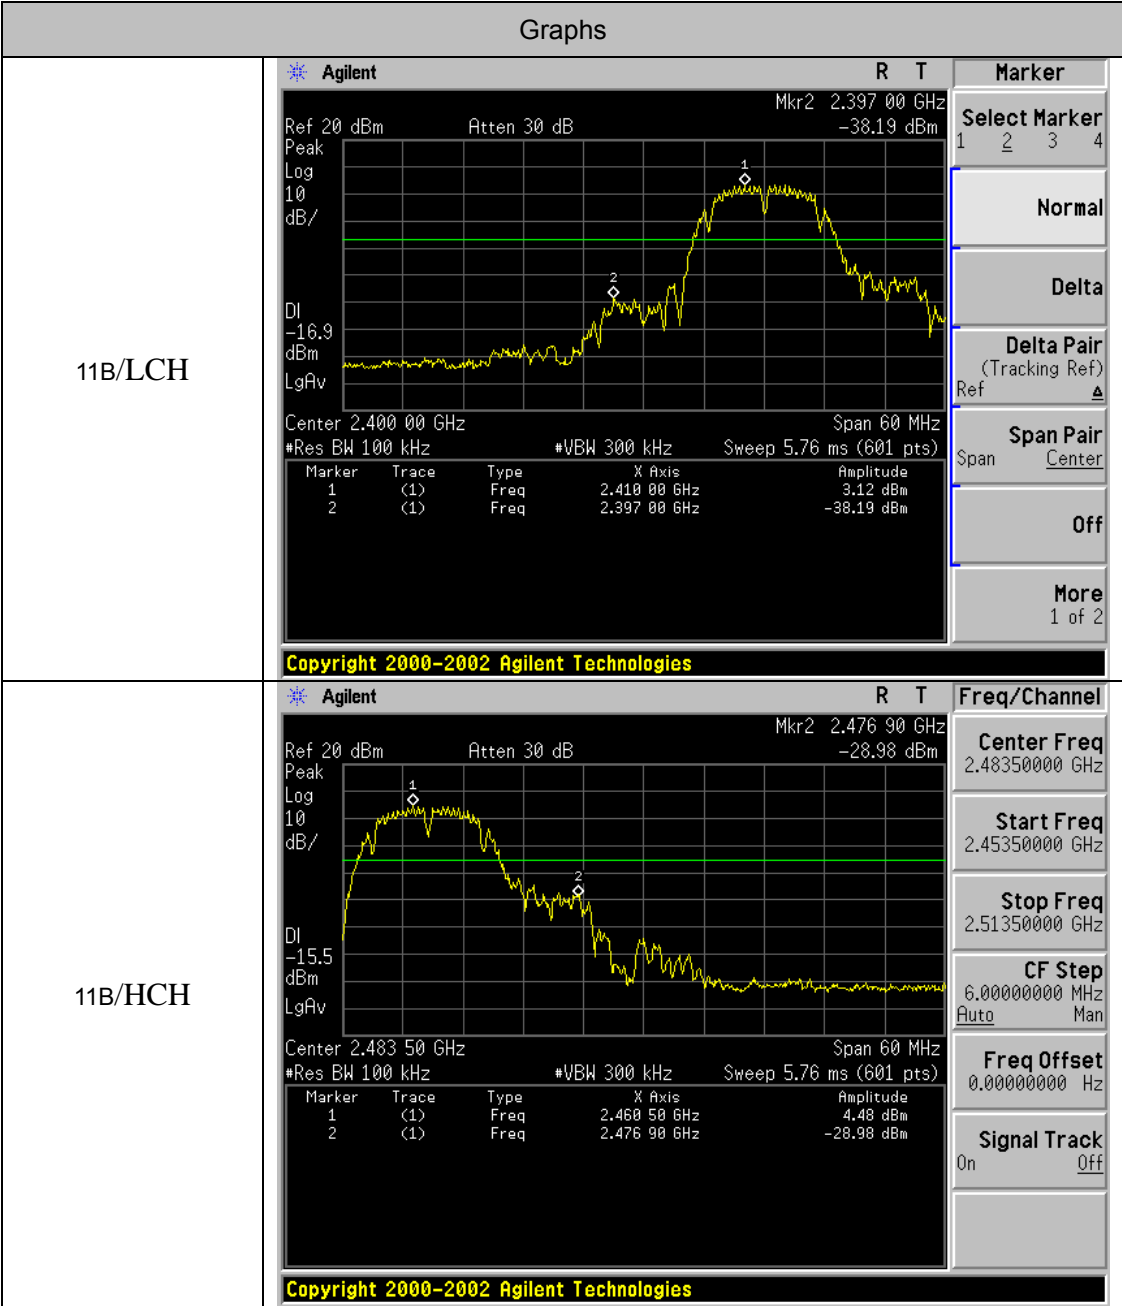 Graphs
11B/LCH
Agilent R T
Mkr2 2.397 00 GHz
Ref 20 dBm Atten 30 dB -38.19 dBm
Peak
Log
10
dB/
1
2
DI
-16.9
dBm
LgAv
Center 2.400 00 GHz Span 60 MHz
#Res BW 100 kHz #VBW 300 kHz Sweep 5.76 ms (601 pts)
Marker Trace Type X Axis Amplitude
1 (1) Freq 2.410 00 GHz 3.12 dBm
2 (1) Freq 2.397 00 GHz -38.19 dBm
Marker
Select Marker
1 2 3 4
Normal
Delta
Delta Pair
(Tracking Ref)
Ref Δ
Span Pair
Span Center
Off
More
1 of 2
Copyright 2000-2002 Agilent Technologies
11B/HCH
Agilent R T
Mkr2 2.476 90 GHz
Ref 20 dBm Atten 30 dB -28.98 dBm
Peak
Log
10
dB/
1
2
DI
-15.5
dBm
LgAv
Center 2.483 50 GHz Span 60 MHz
#Res BW 100 kHz #VBW 300 kHz Sweep 5.76 ms (601 pts)
Marker Trace Type X Axis Amplitude
1 (1) Freq 2.460 50 GHz 4.48 dBm
2 (1) Freq 2.476 90 GHz -28.98 dBm
Freq/Channel
Center Freq
2.48350000 GHz
Start Freq
2.45350000 GHz
Stop Freq
2.51350000 GHz
CF Step
6.00000000 MHz
Auto Man
Freq Offset
0.00000000 Hz
Signal Track
On Off
Copyright 2000-2002 Agilent Technologies